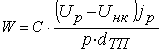 W = C · (U_p − U_нк) j_p / (p · d_ТП)